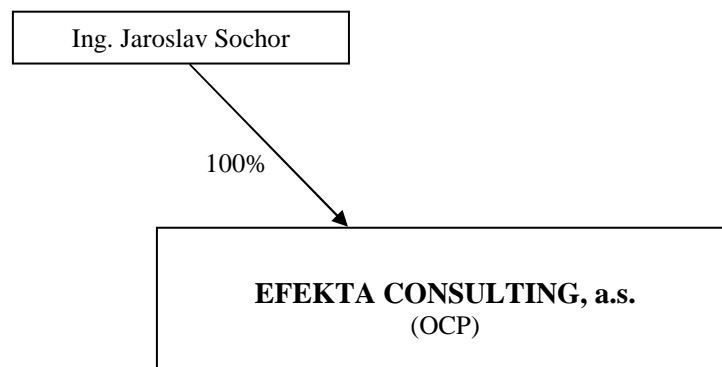 Ing. Jaroslav Sochor
100%
EFEKTA CONSULTING, a.s.
(OCP)